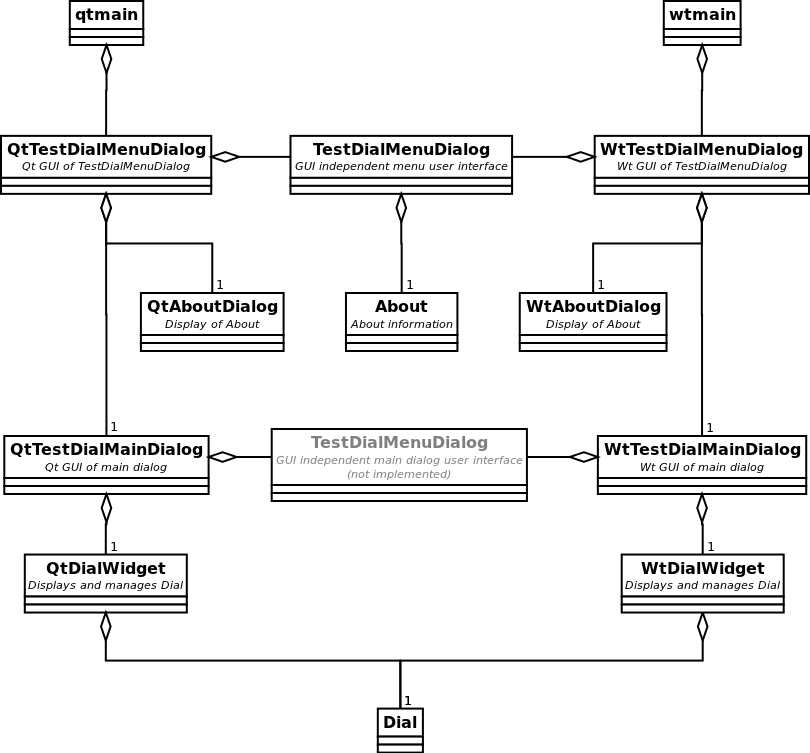 qtmain
wtmain
QtTestDialMenuDialog
Qt GUI of TestDialMenuDialog
TestDialMenuDialog
GUI independent menu user interface
WtTestDialMenuDialog
Wt GUI of TestDialMenuDialog
1
QtAboutDialog
Display of About
1
About
About information
1
WtAboutDialog
Display of About
1
QtTestDialMainDialog
Qt GUI of main dialog
TestDialMenuDialog
GUI independent main dialog user interface
(not implemented)
1
WtTestDialMainDialog
Wt GUI of main dialog
1
QtDialWidget
Displays and manages Dial
1
WtDialWidget
Displays and manages Dial
1
Dial